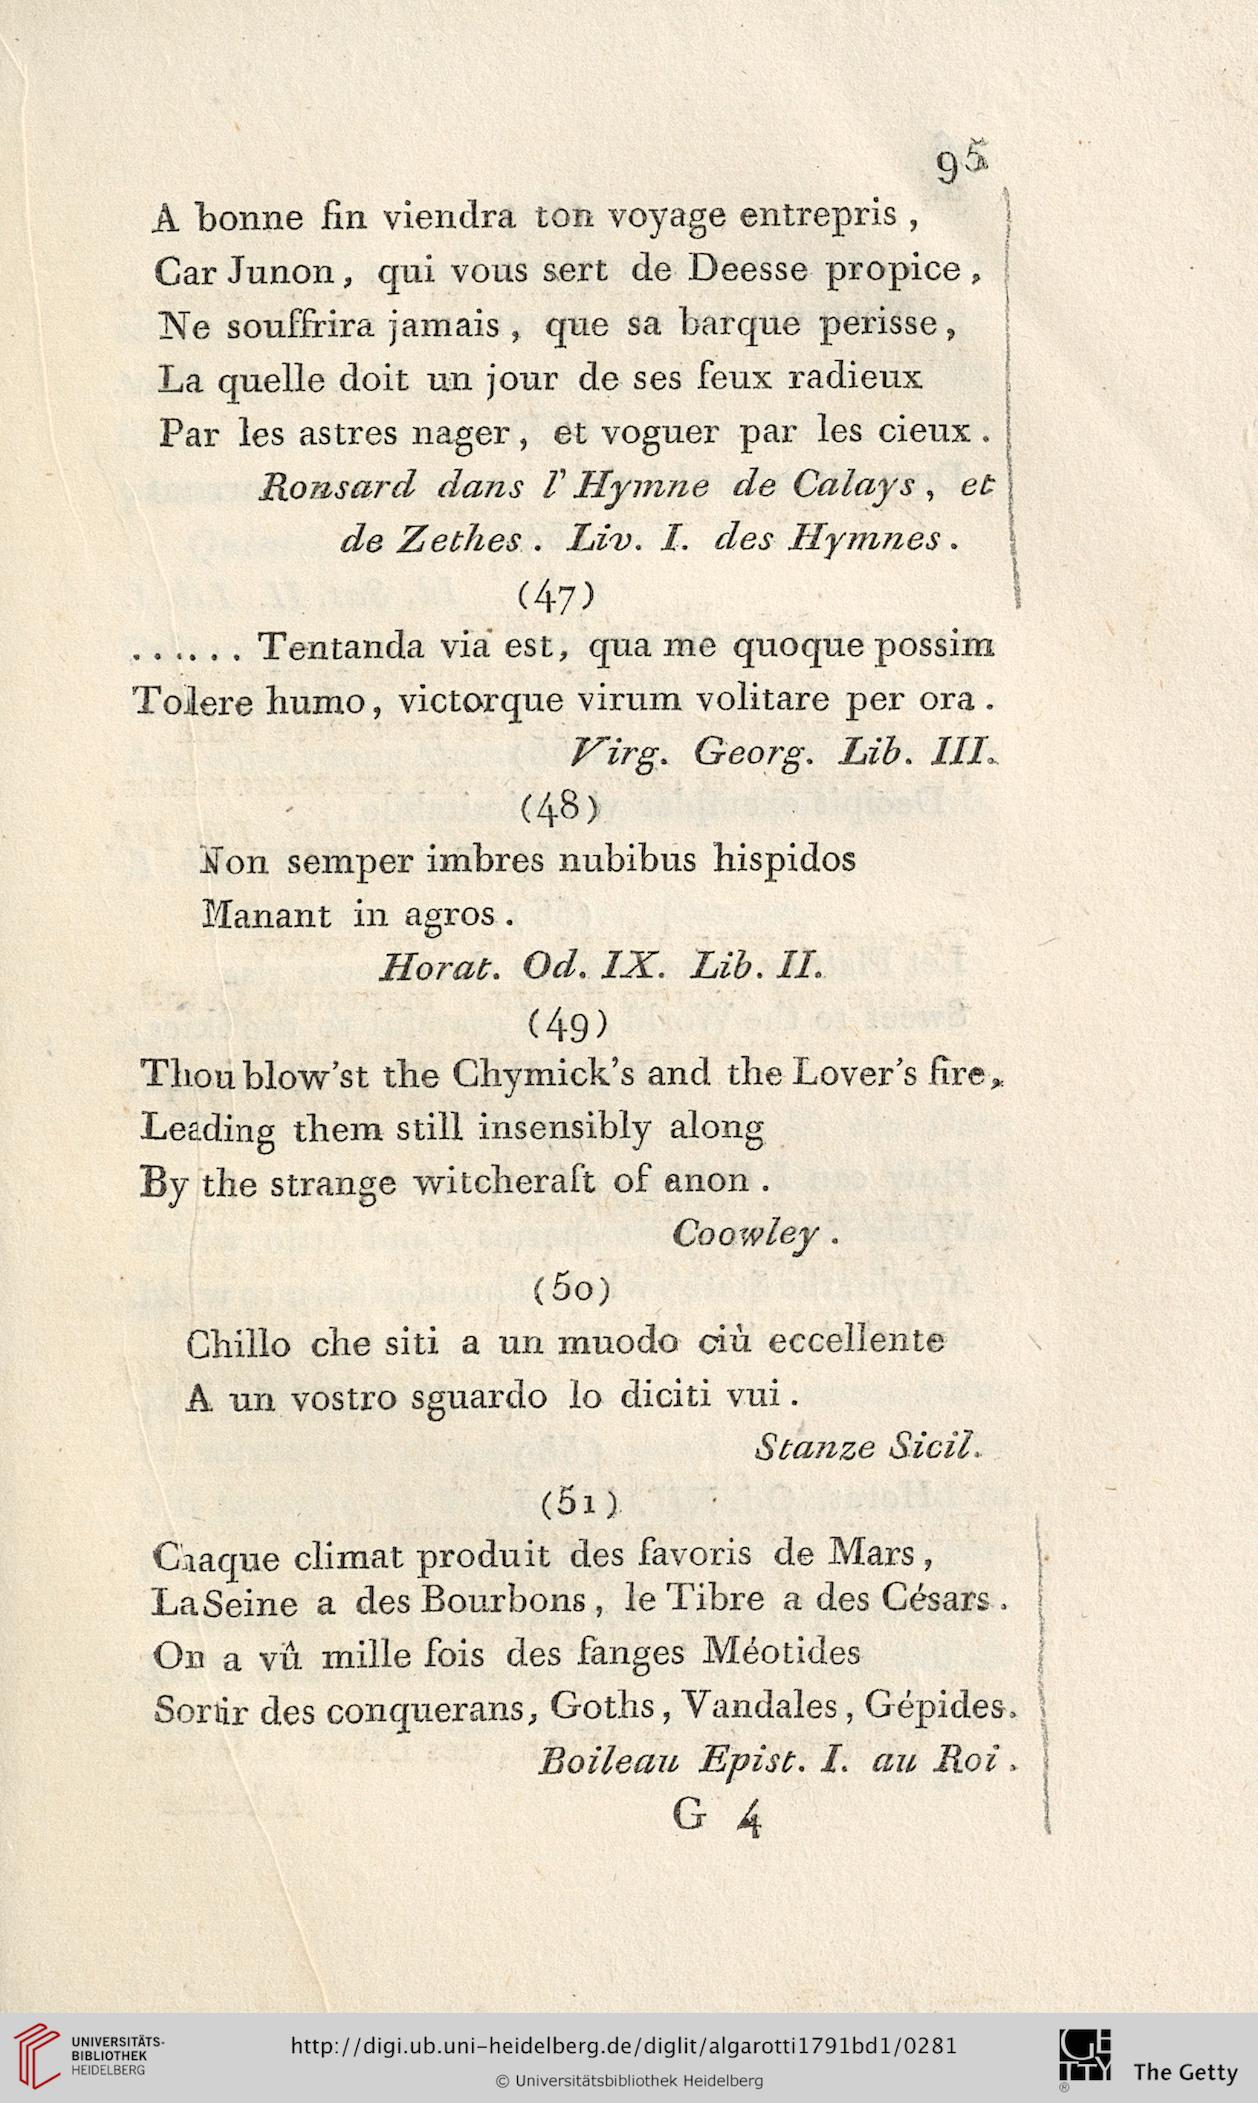 95
A bonne fin viendra ton voyage entrepris ,
Car Junon , qui vous sert de Deesse propice ,
Ne souffrira jamais , que sa barque perisse ,
La quelle doit un jour de ses feux radieux
Par les astres nager , et voguer par les cieux .
Ronsard dans l' Hymne de Calays , et
de Zethes . Liv. I. des Hymnes .
(47)
. . . . . . Tentanda via est , qua me quoque possim
Tolere humo , victorque virum volitare per ora .
Virg. Georg. Lib. III.
(48)
Non semper imbres nubibus hispidos
Manant in agros .
Horat. Od. IX. Lib. II.
(49)
Thou blow'st the Chymick's and the Lover's fire ,
Leading them still insensibly along
By the strange witcheraft of anon .
Coowley .
(50)
Chillo che siti a un muodo ciù eccellente
A un vostro sguardo lo diciti vui .
Stanze Sicil.
(51)
Chaque climat produit des favoris de Mars ,
La Seine a des Bourbons , le Tibre a des Césars .
On a vû mille fois des fanges Méotides
Sortir des conquerans , Goths , Vandales , Gépides .
Boileau Epist. I. au Roi .
G 4
UNIVERSITÄTS-
BIBLIOTHEK
HEIDELBERG
http://digi.ub.uni-heidelberg.de/diglit/algarotti1791bd1/0281
© Universitätsbibliothek Heidelberg
GETTY
®
The Getty